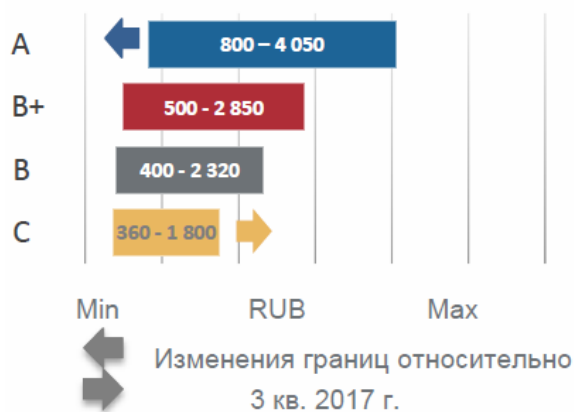 A 800 – 4 050
B+ 500 - 2 850
B 400 - 2 320
C 360 - 1 800
Min RUB Max
Изменения границ относительно
3 кв. 2017 г.